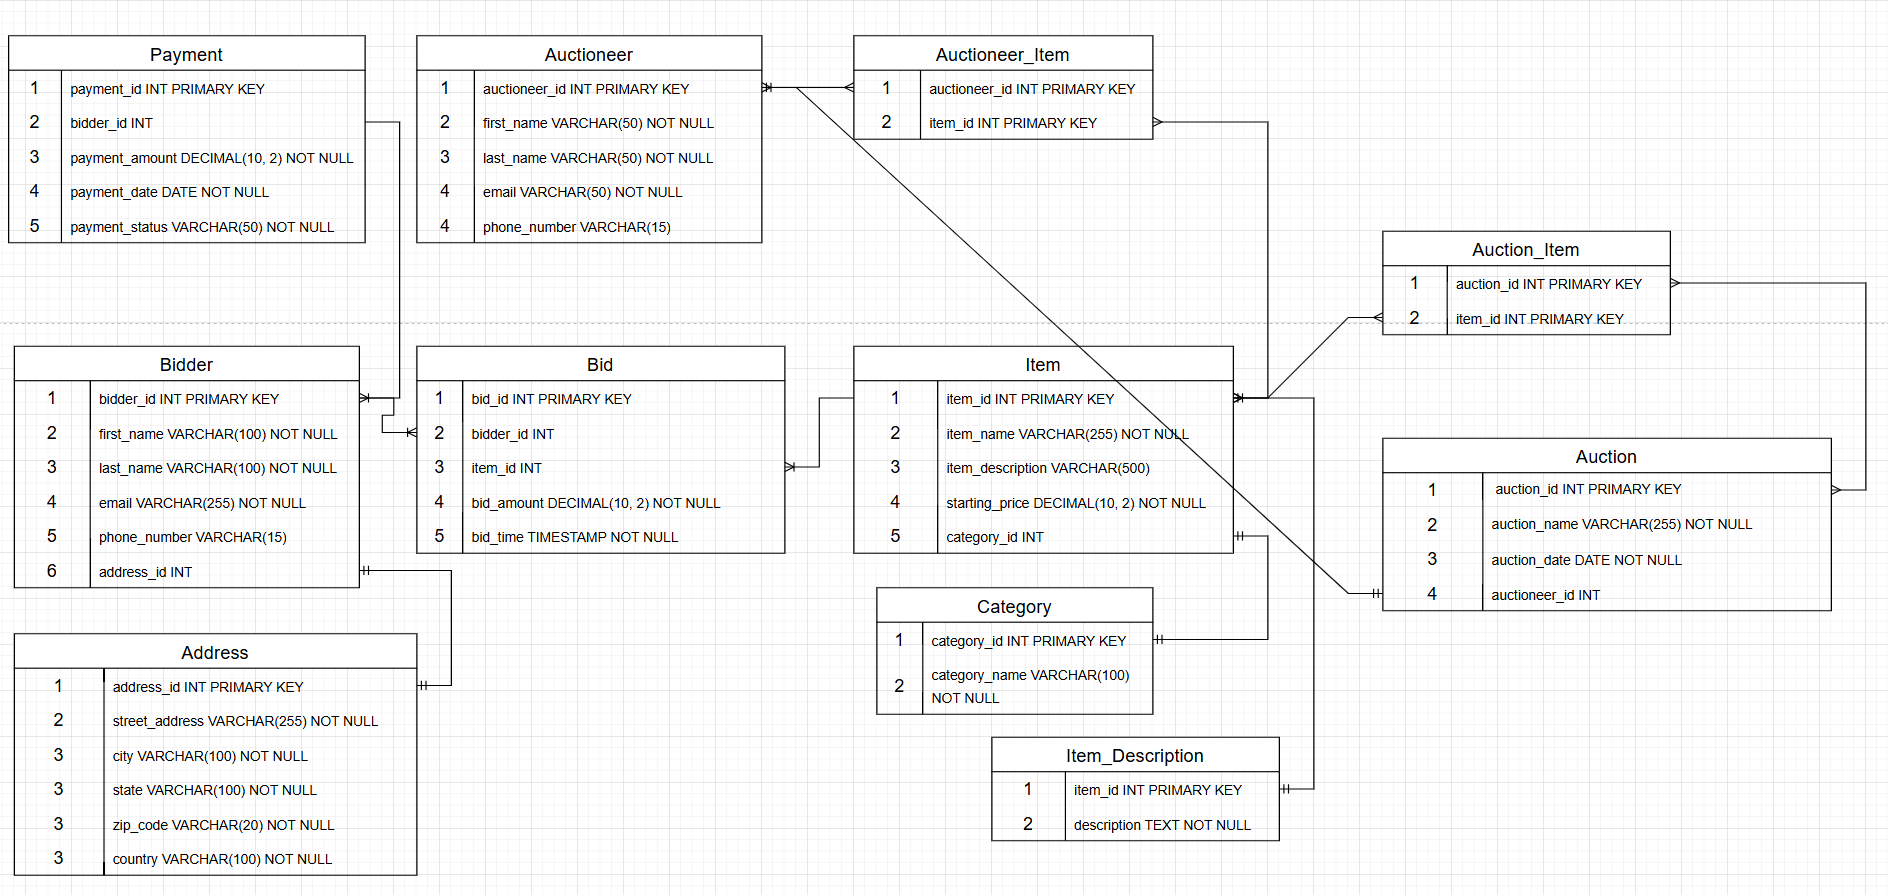 Payment
1 payment_id INT PRIMARY KEY
2 bidder_id INT
3 payment_amount DECIMAL(10, 2) NOT NULL
4 payment_date DATE NOT NULL
5 payment_status VARCHAR(50) NOT NULL
Auctioneer
1 auctioneer_id INT PRIMARY KEY
2 first_name VARCHAR(50) NOT NULL
3 last_name VARCHAR(50) NOT NULL
4 email VARCHAR(50) NOT NULL
4 phone_number VARCHAR(15)
Auctioneer_Item
1 auctioneer_id INT PRIMARY KEY
2 item_id INT PRIMARY KEY
Auction_Item
1 auction_id INT PRIMARY KEY
2 item_id INT PRIMARY KEY
Bidder
1 bidder_id INT PRIMARY KEY
2 first_name VARCHAR(100) NOT NULL
3 last_name VARCHAR(100) NOT NULL
4 email VARCHAR(255) NOT NULL
5 phone_number VARCHAR(15)
6 address_id INT
Bid
1 bid_id INT PRIMARY KEY
2 bidder_id INT
3 item_id INT
4 bid_amount DECIMAL(10, 2) NOT NULL
5 bid_time TIMESTAMP NOT NULL
Item
1 item_id INT PRIMARY KEY
2 item_name VARCHAR(255) NOT NULL
3 item_description VARCHAR(500)
4 starting_price DECIMAL(10, 2) NOT NULL
5 category_id INT
Auction
1 auction_id INT PRIMARY KEY
2 auction_name VARCHAR(255) NOT NULL
3 auction_date DATE NOT NULL
4 auctioneer_id INT
Category
1 category_id INT PRIMARY KEY
2 category_name VARCHAR(100)
NOT NULL
Address
1 address_id INT PRIMARY KEY
2 street_address VARCHAR(255) NOT NULL
3 city VARCHAR(100) NOT NULL
3 state VARCHAR(100) NOT NULL
3 zip_code VARCHAR(20) NOT NULL
3 country VARCHAR(100) NOT NULL
Item_Description
1 item_id INT PRIMARY KEY
2 description TEXT NOT NULL